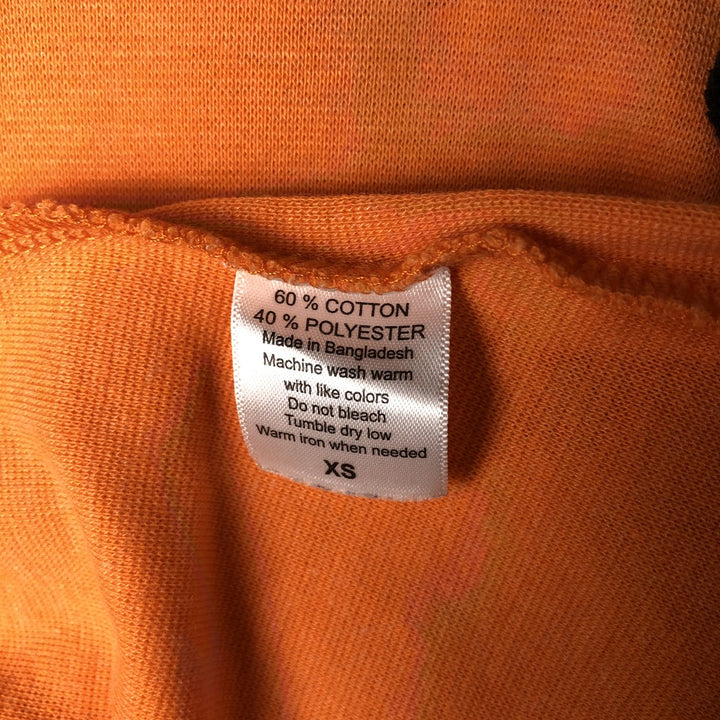 60 % COTTON
40 % POLYESTER
Made in Bangladesh
Machine wash warm
with like colors
Do not bleach
Tumble dry low
Warm iron when needed
XS